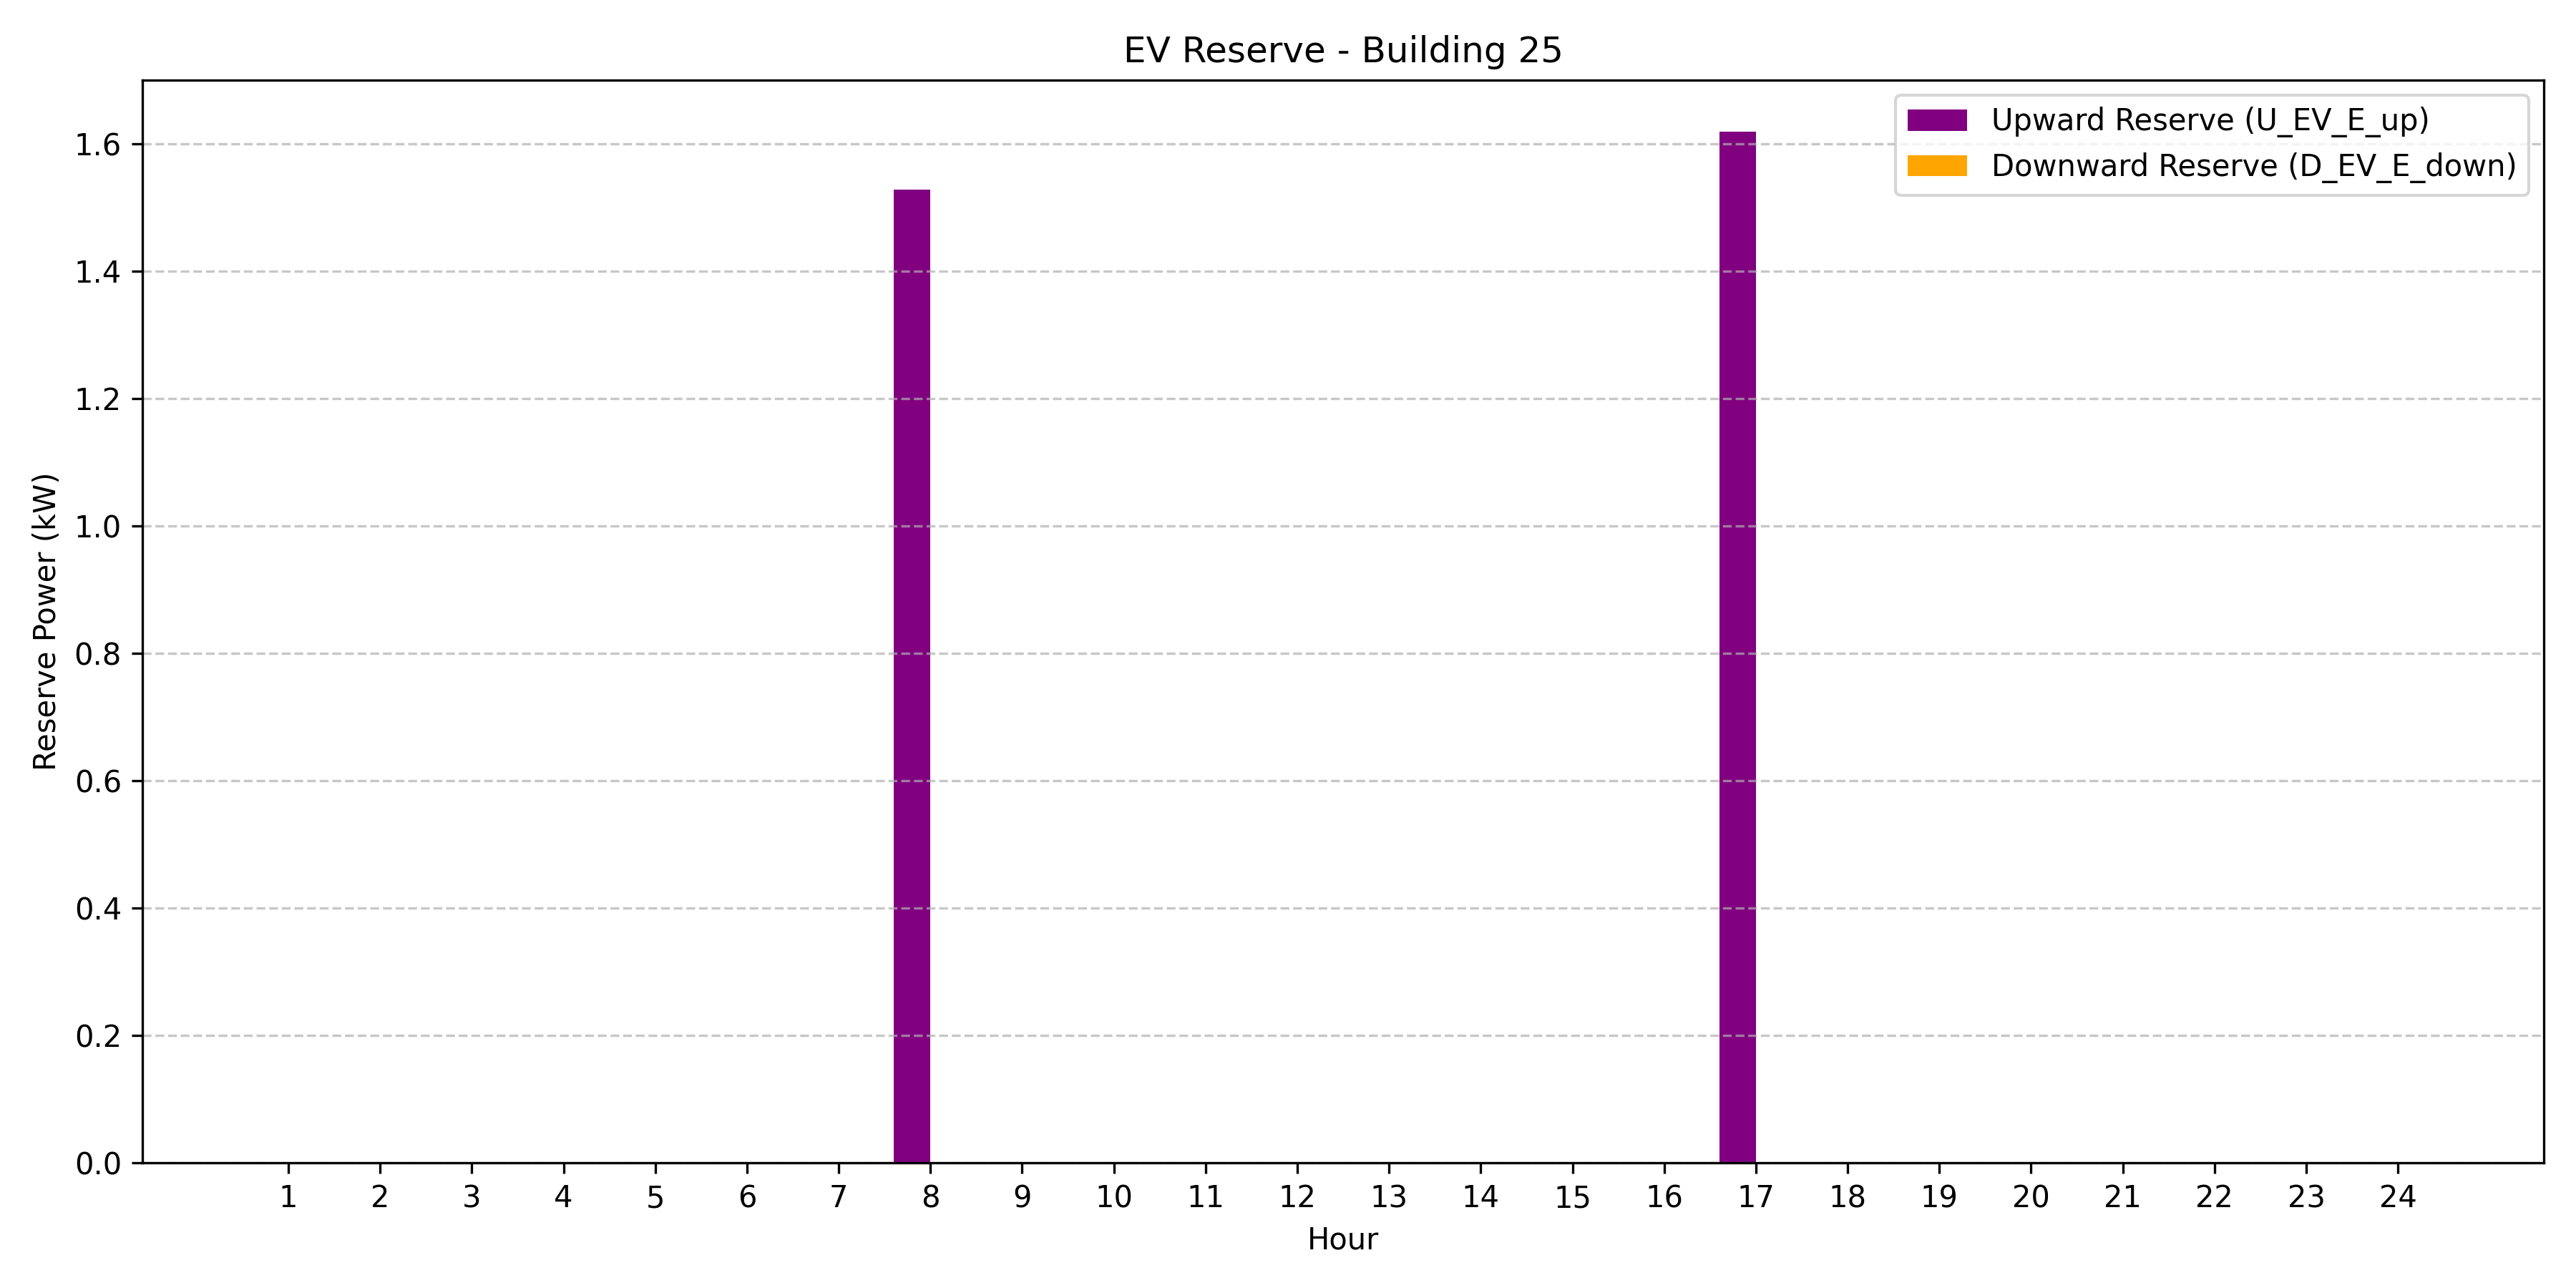 EV Reserve - Building 25
Upward Reserve (U_EV_E_up)
Downward Reserve (D_EV_E_down)
1.6
1.4
1.2
1.0
0.8
0.6
0.4
0.2
0.0
Reserve Power (kW)
1 2 3 4 5 6 7 8 9 10 11 12 13 14 15 16 17 18 19 20 21 22 23 24
Hour